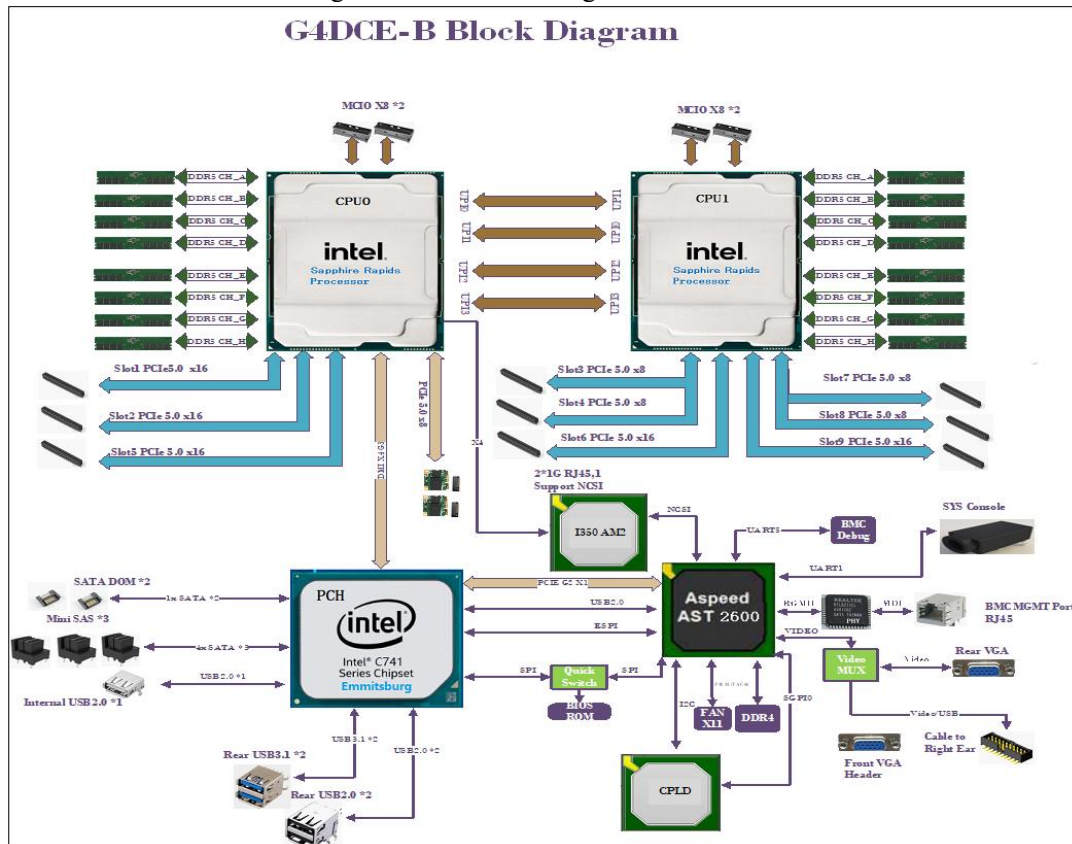 G4DCE-B Block Diagram
MCIO X8 *2
MCIO X8 *2
DDR5 CH_A
DDR5 CH_B
DDR5 CH_C
DDR5 CH_D
DDR5 CH_E
DDR5 CH_F
DDR5 CH_G
DDR5 CH_H
CPU0
intel.
Sapphire Rapids
Processor
UPI0
UPI1
UPI2
UPI3
UPI1
UPI0
UPI2
UPI3
CPU1
intel.
Sapphire Rapids
Processor
DDR5 CH_A
DDR5 CH_B
DDR5 CH_C
DDR5 CH_D
DDR5 CH_E
DDR5 CH_F
DDR5 CH_G
DDR5 CH_H
Slot1 PCIe5.0 x16
Slot2 PCIe 5.0 x16
Slot5 PCIe 5.0 x16
DMI X4 G3
PCIe 5.0 x8
X4
Slot3 PCIe 5.0 x8
Slot4 PCIe 5.0 x8
Slot6 PCIe 5.0 x16
Slot7 PCIe 5.0 x8
Slot8 PCIe 5.0 x8
Slot9 PCIe 5.0 x16
2*1G RJ45,1
Support NCSI
I350 AM2
NCSI
UART5
BMC
Debug
SYS Console
UART1
SATA DOM *2
1x SATA *2
Mini SAS *3
4x SATA *3
USB2.0 *1
Internal USB2.0 *1
PCH
intel
Intel® C741
Series Chipset
Emmitsburg
PCIE G2 X1
USB2.0
ESPI
SPI
Quick
Switch
SPI
BIOS
ROM
Aspeed
AST 2600
RGMII
REALTEK
PHY
MDI
BMC MGMT Port
RJ45
VIDEO
Video
MUX
Video
Rear VGA
Video/USB
Cable to
Right Ear
Front VGA
Header
I2C
FAN
X11
DDR4
SGPIO
CPLD
USB3.1 *2
USB2.0 *2
Rear USB3.1 *2
Rear USB2.0 *2